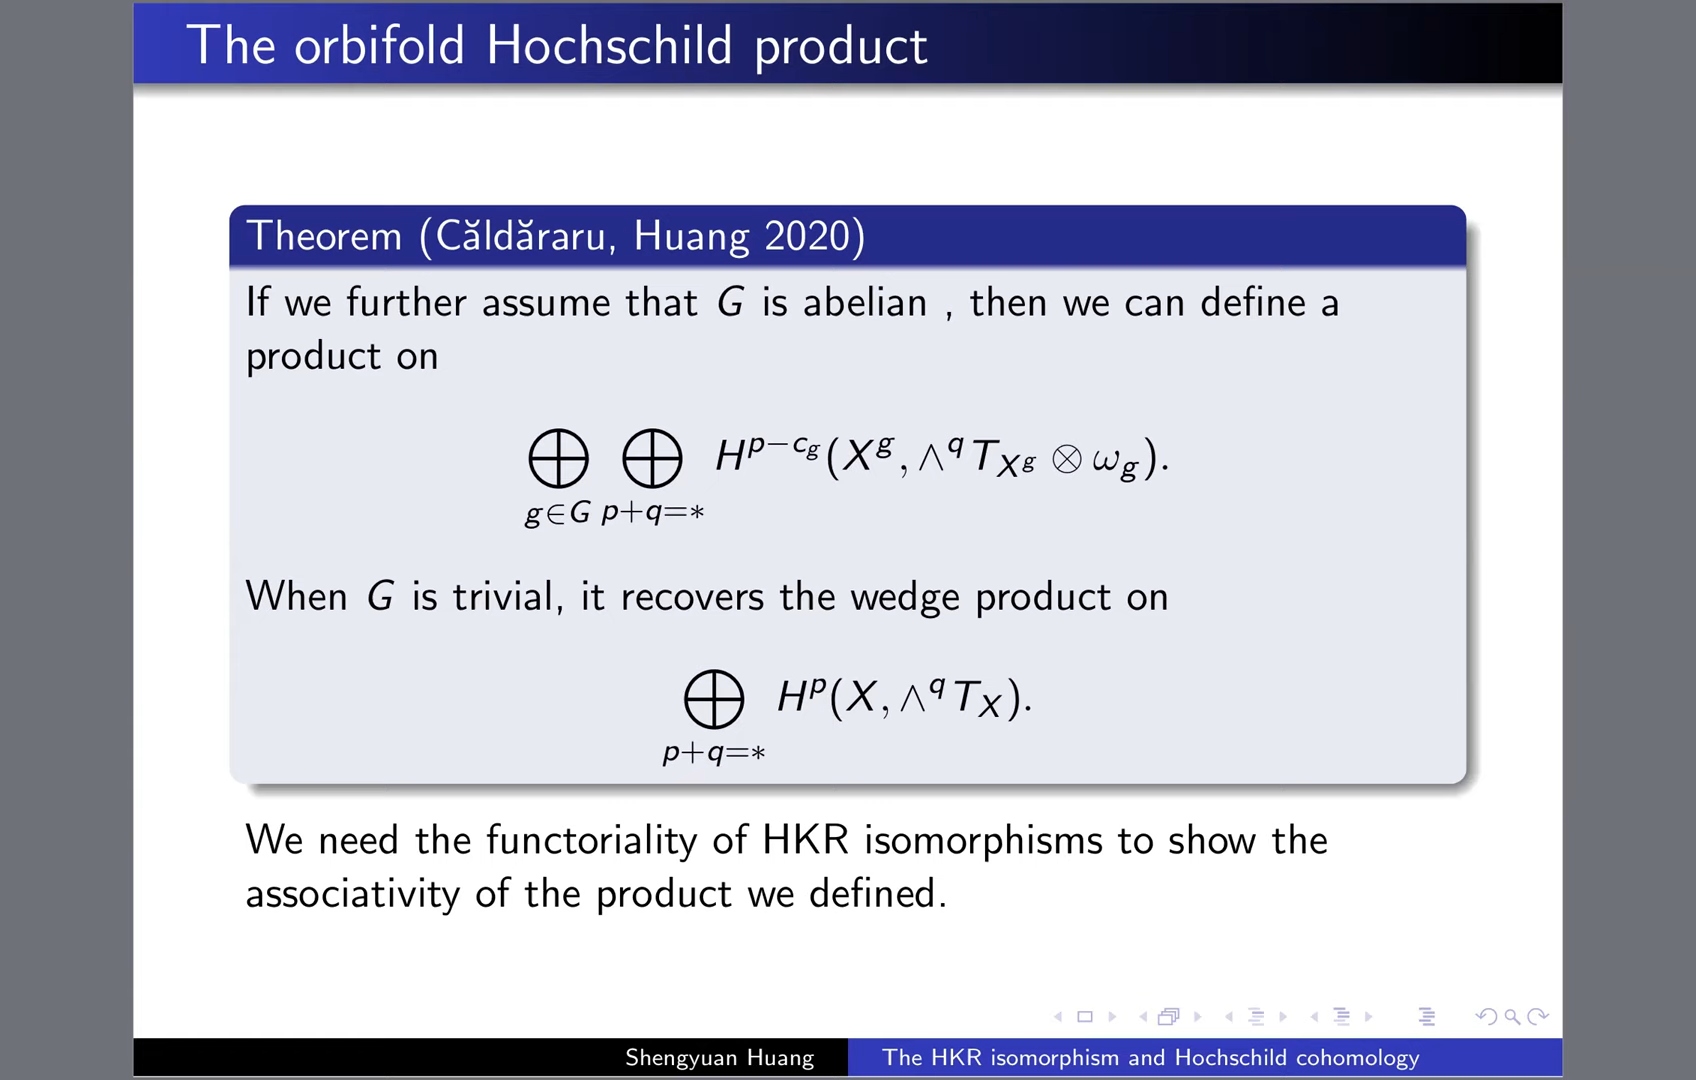 The orbifold Hochschild product
Theorem (Căldăraru, Huang 2020)
If we further assume that G is abelian , then we can define a
product on
⊕_{g∈G} ⊕_{p+q=*} H^{p−c_g}(X^g, ∧^q T_{X^g} ⊗ ω_g).
When G is trivial, it recovers the wedge product on
⊕_{p+q=*} H^p(X, ∧^q T_X).
We need the functoriality of HKR isomorphisms to show the
associativity of the product we defined.
Shengyuan Huang
The HKR isomorphism and Hochschild cohomology